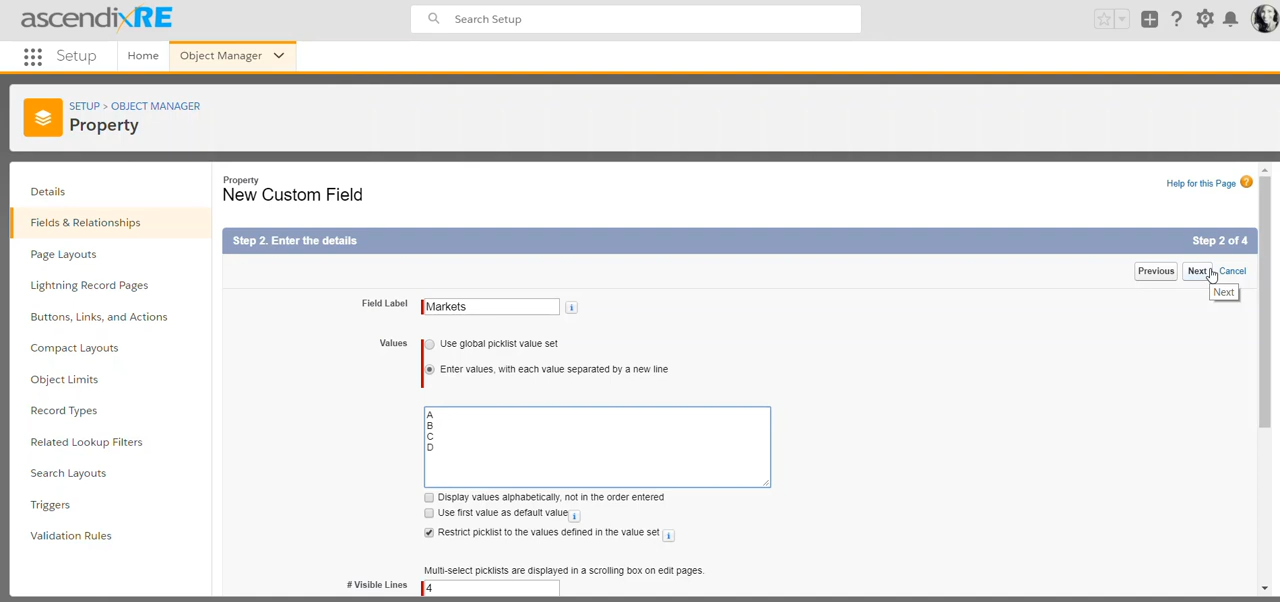 ascendixRE
Search Setup
Setup
Home
Object Manager
SETUP > OBJECT MANAGER
Property
Details
Fields & Relationships
Page Layouts
Lightning Record Pages
Buttons, Links, and Actions
Compact Layouts
Object Limits
Record Types
Related Lookup Filters
Search Layouts
Triggers
Validation Rules
Property
New Custom Field
Help for this Page ?
Step 2. Enter the details
Step 2 of 4
Previous
Next
Cancel
Next
Field Label
Markets
i
Values
Use global picklist value set
Enter values, with each value separated by a new line
A
B
C
D
Display values alphabetically, not in the order entered
Use first value as default value i
Restrict picklist to the values defined in the value set i
Multi-select picklists are displayed in a scrolling box on edit pages.
# Visible Lines
4